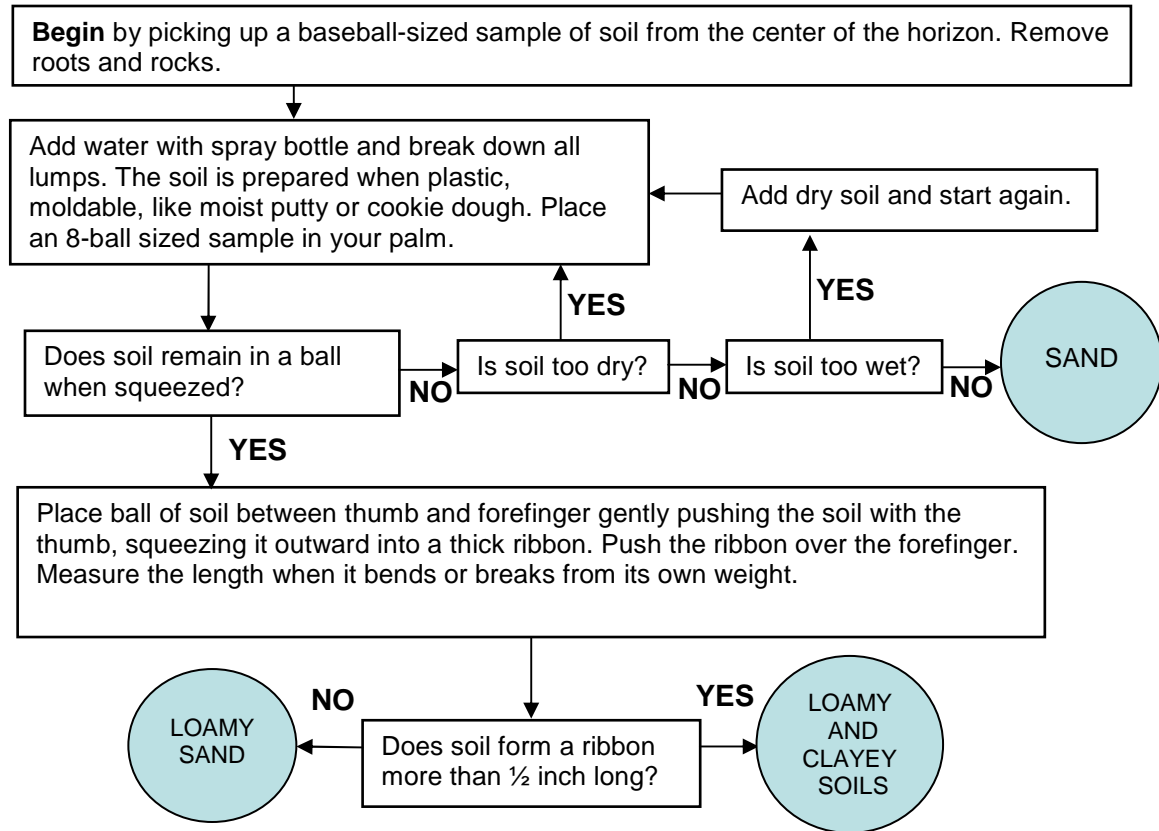 Begin by picking up a baseball-sized sample of soil from the center of the horizon. Remove
roots and rocks.
Add water with spray bottle and break down all
lumps. The soil is prepared when plastic,
moldable, like moist putty or cookie dough. Place
an 8-ball sized sample in your palm.
Add dry soil and start again.
YES
YES
Does soil remain in a ball
when squeezed?
NO
Is soil too dry?
NO
Is soil too wet?
NO
SAND
YES
Place ball of soil between thumb and forefinger gently pushing the soil with the
thumb, squeezing it outward into a thick ribbon. Push the ribbon over the forefinger.
Measure the length when it bends or breaks from its own weight.
LOAMY
SAND
NO
Does soil form a ribbon
more than ½ inch long?
YES
LOAMY
AND
CLAYEY
SOILS